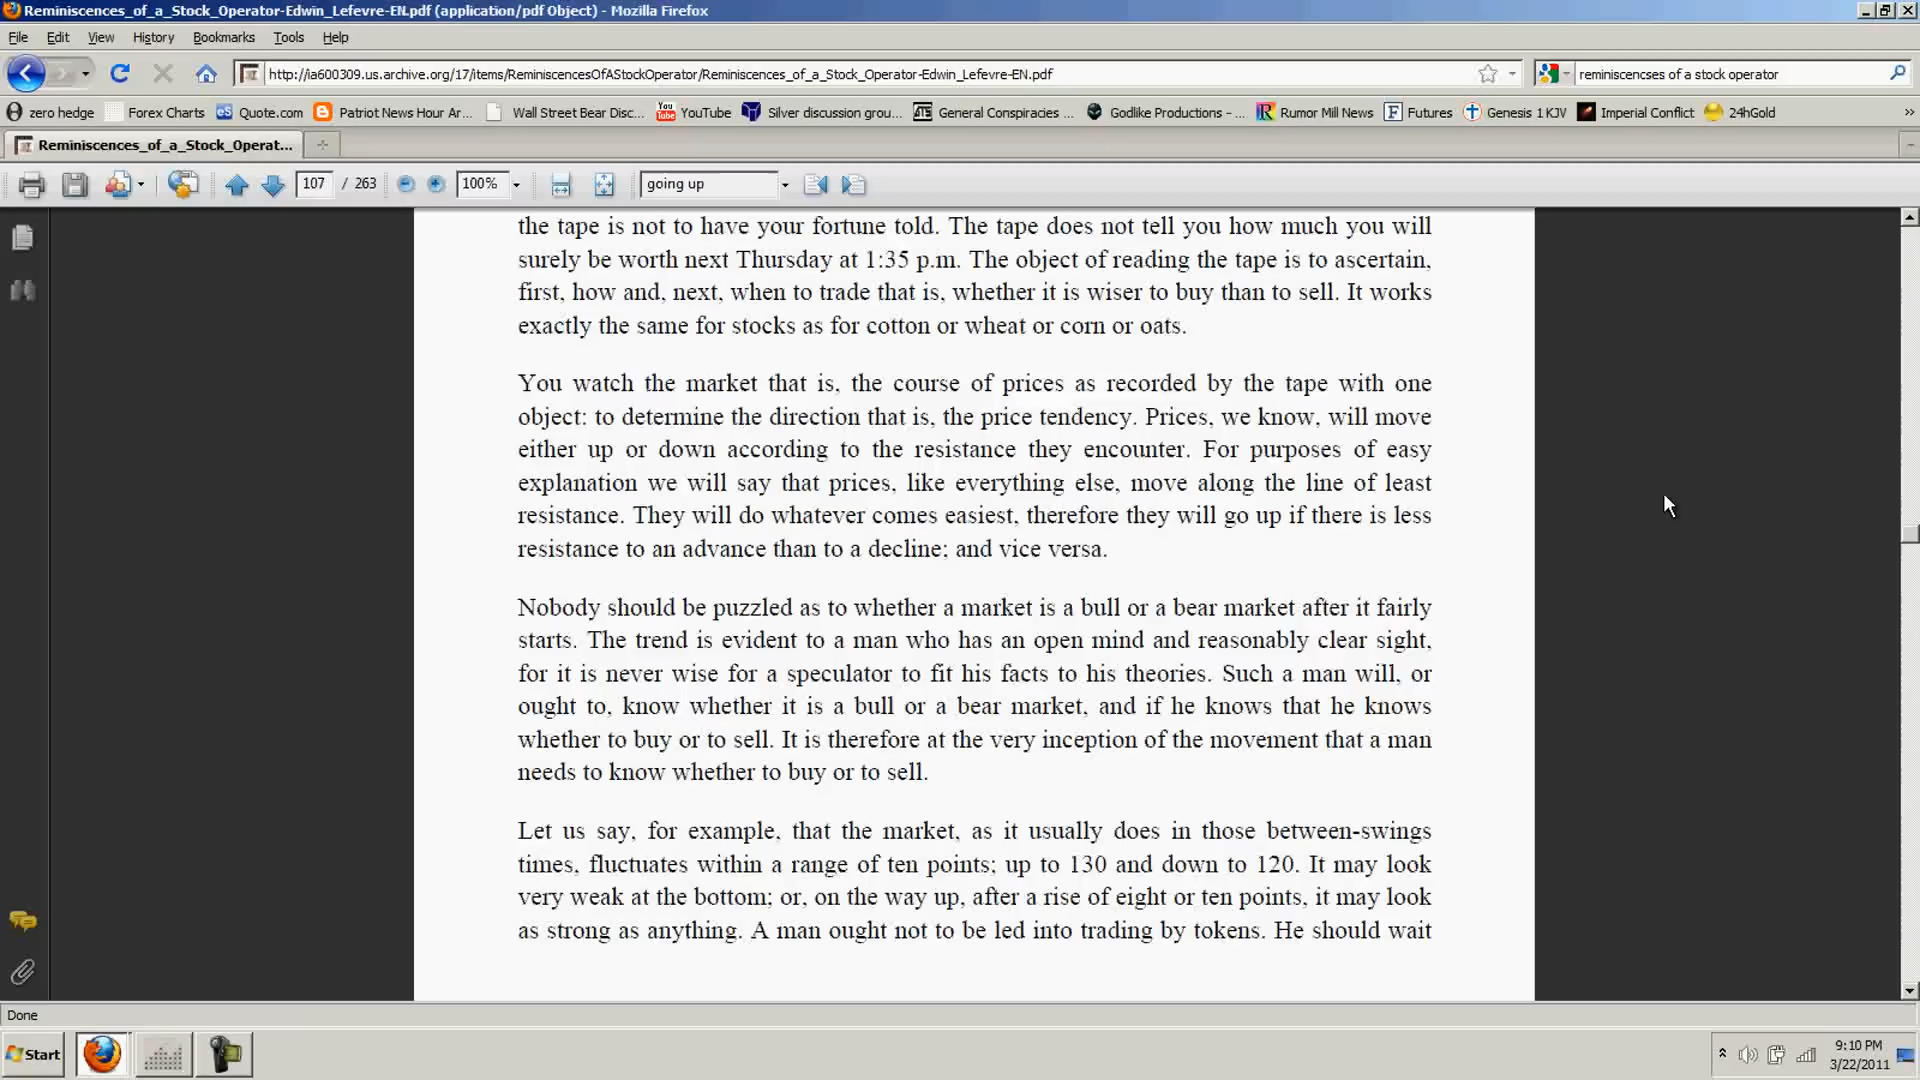 Reminiscences_of_a_Stock_Operator-Edwin_Lefevre-EN.pdf (application/pdf Object) - Mozilla Firefox
File Edit View History Bookmarks Tools Help
http://ia600309.us.archive.org/17/items/ReminiscencesOfAStockOperator/Reminiscences_of_a_Stock_Operator-Edwin_Lefevre-EN.pdf reminiscencses of a stock operator
zero hedge Forex Charts eS Quote.com Patriot News Hour Ar... Wall Street Bear Disc... You Tube YouTube Silver discussion grou... ATS General Conspiracies ... Godlike Productions - ... R Rumor Mill News F Futures Genesis 1 KJV Imperial Conflict 24hGold »
Reminiscences_of_a_Stock_Operat...
107 / 263 100% going up
the tape is not to have your fortune told. The tape does not tell you how much you will
surely be worth next Thursday at 1:35 p.m. The object of reading the tape is to ascertain,
first, how and, next, when to trade that is, whether it is wiser to buy than to sell. It works
exactly the same for stocks as for cotton or wheat or corn or oats.
You watch the market that is, the course of prices as recorded by the tape with one
object: to determine the direction that is, the price tendency. Prices, we know, will move
either up or down according to the resistance they encounter. For purposes of easy
explanation we will say that prices, like everything else, move along the line of least
resistance. They will do whatever comes easiest, therefore they will go up if there is less
resistance to an advance than to a decline; and vice versa.
Nobody should be puzzled as to whether a market is a bull or a bear market after it fairly
starts. The trend is evident to a man who has an open mind and reasonably clear sight,
for it is never wise for a speculator to fit his facts to his theories. Such a man will, or
ought to, know whether it is a bull or a bear market, and if he knows that he knows
whether to buy or to sell. It is therefore at the very inception of the movement that a man
needs to know whether to buy or to sell.
Let us say, for example, that the market, as it usually does in those between-swings
times, fluctuates within a range of ten points; up to 130 and down to 120. It may look
very weak at the bottom; or, on the way up, after a rise of eight or ten points, it may look
as strong as anything. A man ought not to be led into trading by tokens. He should wait
Done
Start
9:10 PM
3/22/2011